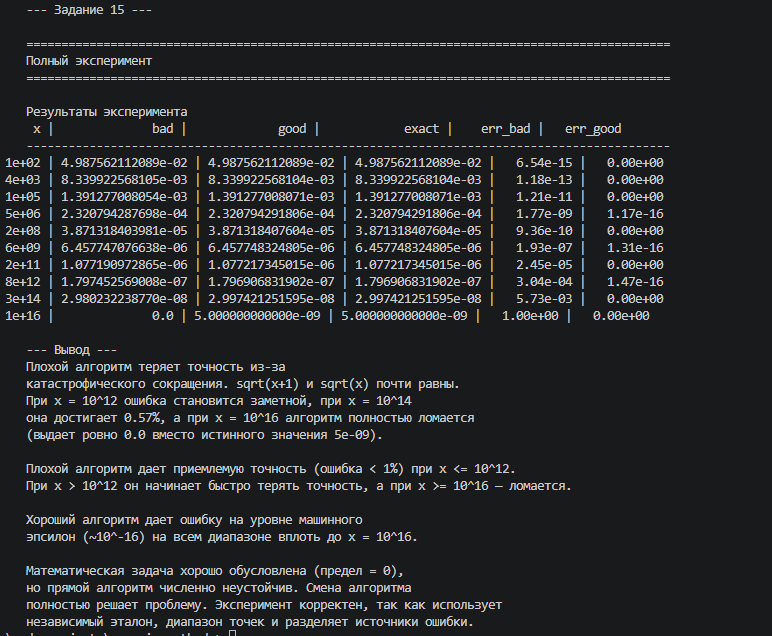 --- Задание 15 ---
============================================================================================
Полный эксперимент
============================================================================================
Результаты эксперимента
x | bad | good | exact | err_bad | err_good
--------------------------------------------------------------------------------------------
1e+02 | 4.987562112089e-02 | 4.987562112089e-02 | 4.987562112089e-02 | 6.54e-15 | 0.00e+00
4e+03 | 8.339922568105e-03 | 8.339922568104e-03 | 8.339922568104e-03 | 1.18e-13 | 0.00e+00
1e+05 | 1.391277008054e-03 | 1.391277008071e-03 | 1.391277008071e-03 | 1.21e-11 | 0.00e+00
5e+06 | 2.320794287698e-04 | 2.320794291806e-04 | 2.320794291806e-04 | 1.77e-09 | 1.17e-16
2e+08 | 3.871318403981e-05 | 3.871318407604e-05 | 3.871318407604e-05 | 9.36e-10 | 0.00e+00
6e+09 | 6.457747076638e-06 | 6.457748324805e-06 | 6.457748324805e-06 | 1.93e-07 | 1.31e-16
2e+11 | 1.077190972865e-06 | 1.077217345015e-06 | 1.077217345015e-06 | 2.45e-05 | 0.00e+00
8e+12 | 1.797452569008e-07 | 1.796906831902e-07 | 1.796906831902e-07 | 3.04e-04 | 1.47e-16
3e+14 | 2.980232238770e-08 | 2.997421251595e-08 | 2.997421251595e-08 | 5.73e-03 | 0.00e+00
1e+16 | 0.0 | 5.000000000000e-09 | 5.000000000000e-09 | 1.00e+00 | 0.00e+00
--- Вывод ---
Плохой алгоритм теряет точность из-за
катастрофического сокращения. sqrt(x+1) и sqrt(x) почти равны.
При x = 10^12 ошибка становится заметной, при x = 10^14
она достигает 0.57%, а при x = 10^16 алгоритм полностью ломается
(выдает ровно 0.0 вместо истинного значения 5e-09).
Плохой алгоритм дает приемлемую точность (ошибка < 1%) при x <= 10^12.
При x > 10^12 он начинает быстро терять точность, а при x >= 10^16 — ломается.
Хороший алгоритм дает ошибку на уровне машинного
эпсилон (~10^-16) на всем диапазоне вплоть до x = 10^16.
Математическая задача хорошо обусловлена (предел = 0),
но прямой алгоритм численно неустойчив. Смена алгоритма
полностью решает проблему. Эксперимент корректен, так как использует
независимый эталон, диапазон точек и разделяет источники ошибки.